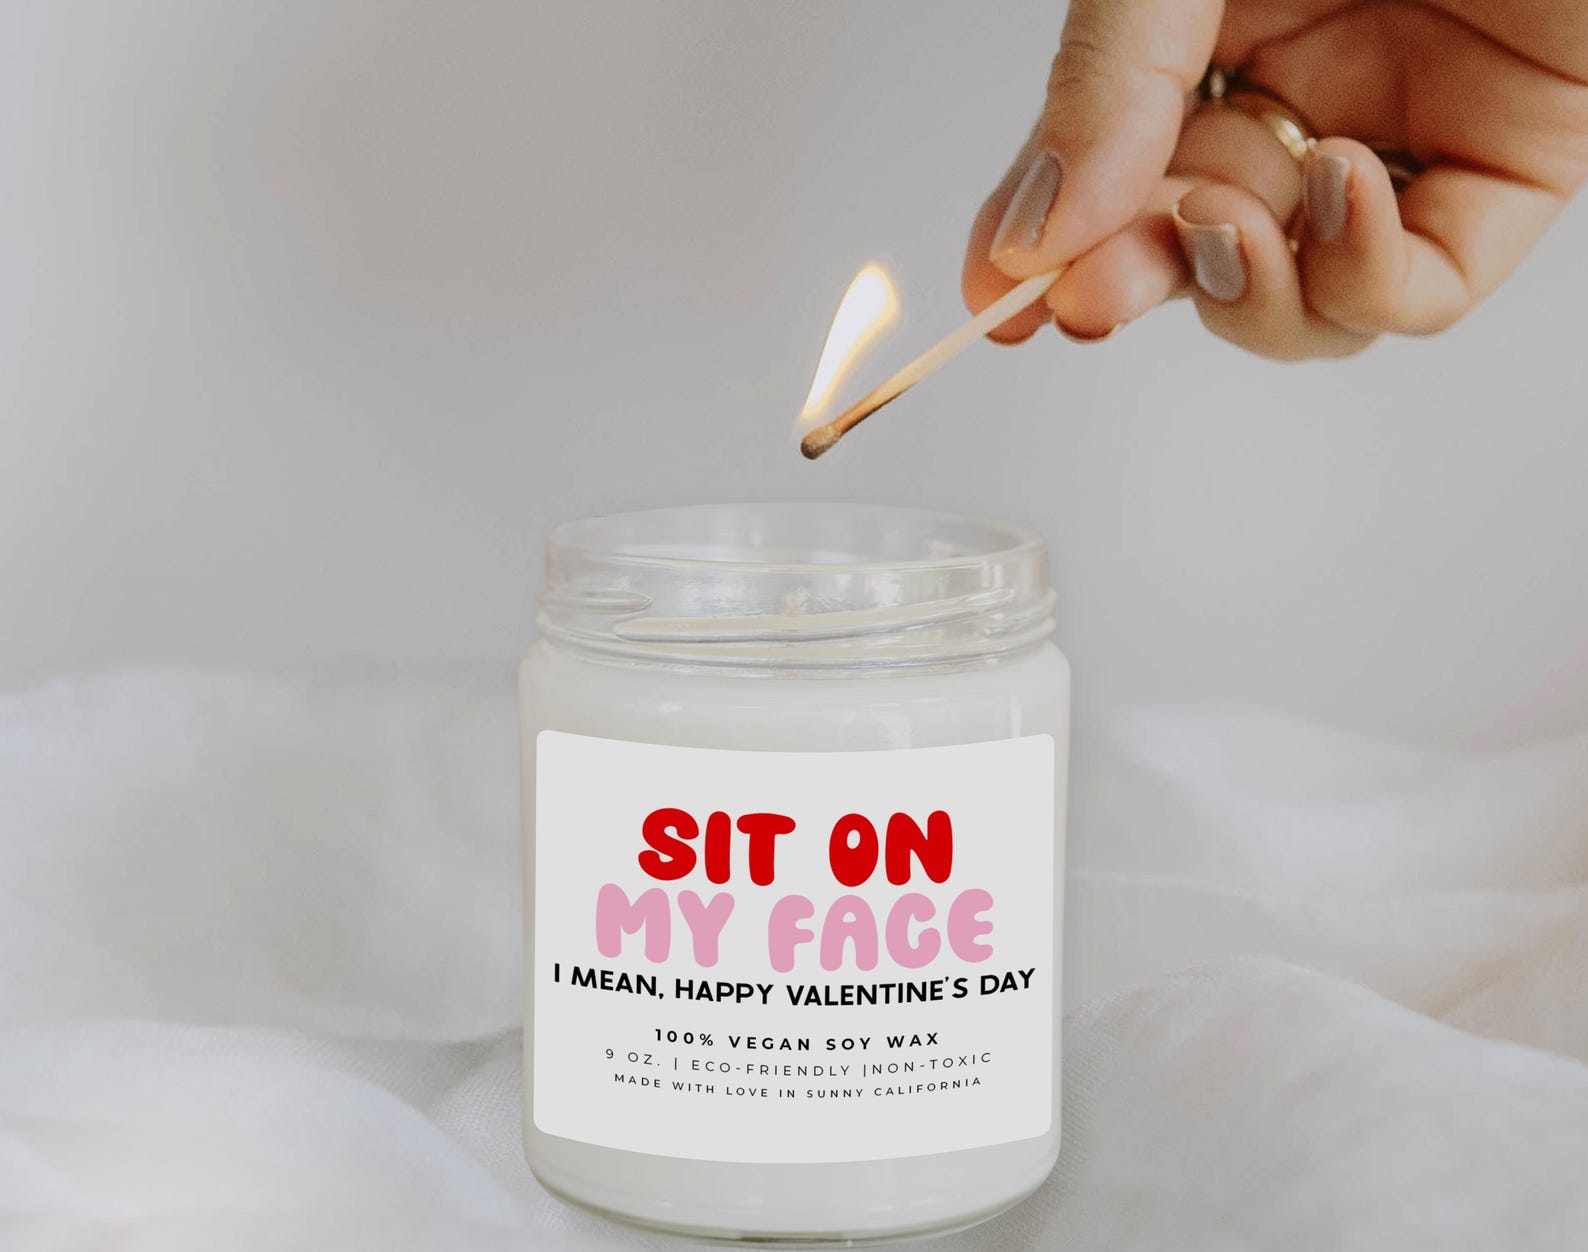 SIT ON
MY FACE
I MEAN, HAPPY VALENTINE'S DAY
100% VEGAN SOY WAX
9 OZ. | ECO-FRIENDLY |NON-TOXIC
MADE WITH LOVE IN SUNNY CALIFORNIA